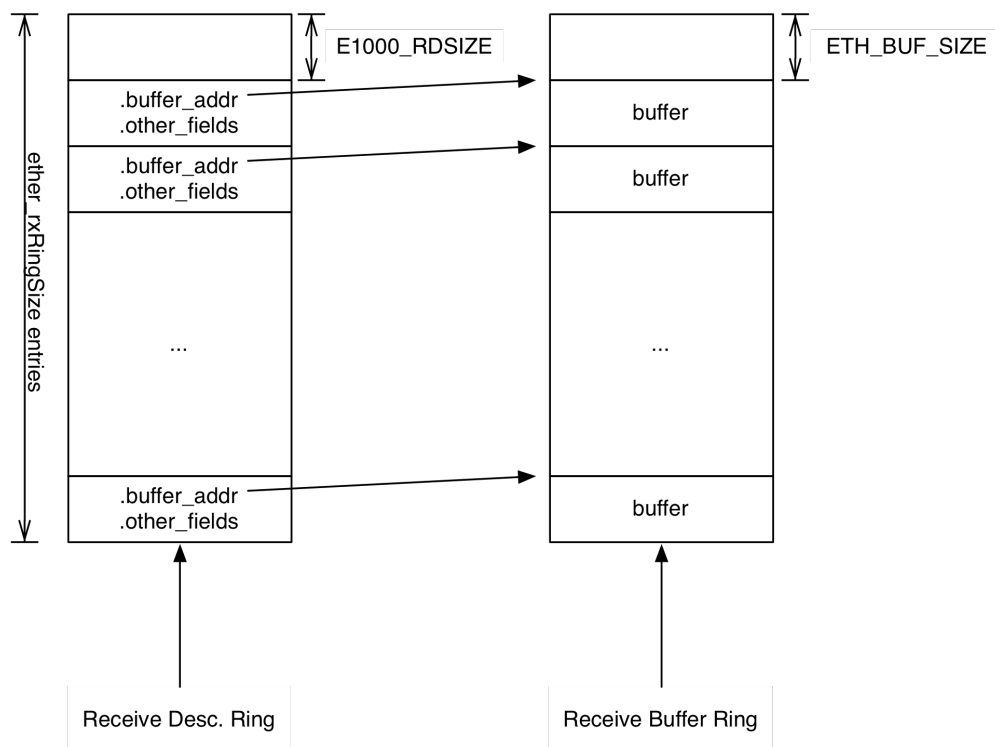 E1000_RDSIZE
ETH_BUF_SIZE
.buffer_addr
.other_fields
buffer
.buffer_addr
.other_fields
buffer
ether_rxRingSize entries
...
...
.buffer_addr
.other_fields
buffer
Receive Desc. Ring
Receive Buffer Ring